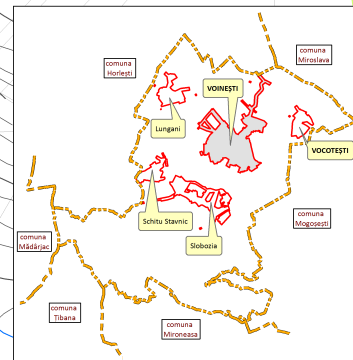 comuna
Miroslava
comuna
Horlești
VOINEȘTI
Lungani
VOCOTEȘTI
Schitu Stavnic
Slobozia
comuna
Mogoșești
comuna
Mădârjac
comuna
Țibana
comuna
Mironeasa